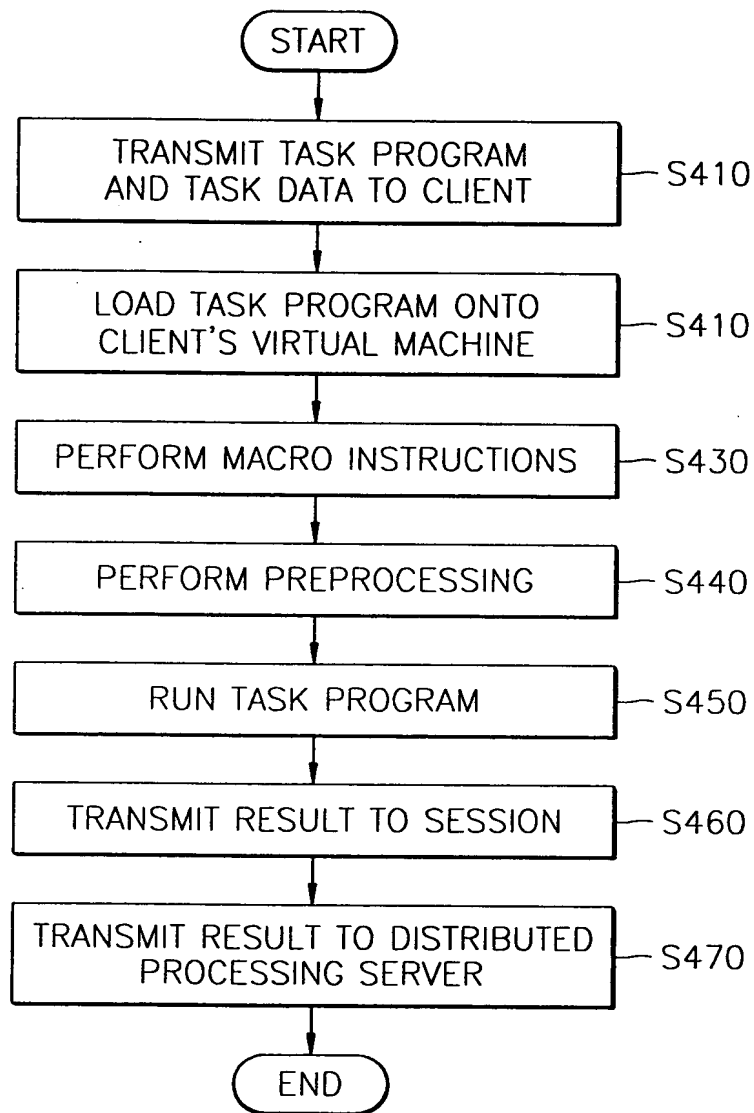 START
TRANSMIT TASK PROGRAM
AND TASK DATA TO CLIENT
S410
LOAD TASK PROGRAM ONTO
CLIENT'S VIRTUAL MACHINE
S410
PERFORM MACRO INSTRUCTIONS
S430
PERFORM PREPROCESSING
S440
RUN TASK PROGRAM
S450
TRANSMIT RESULT TO SESSION
S460
TRANSMIT RESULT TO DISTRIBUTED
PROCESSING SERVER
S470
END